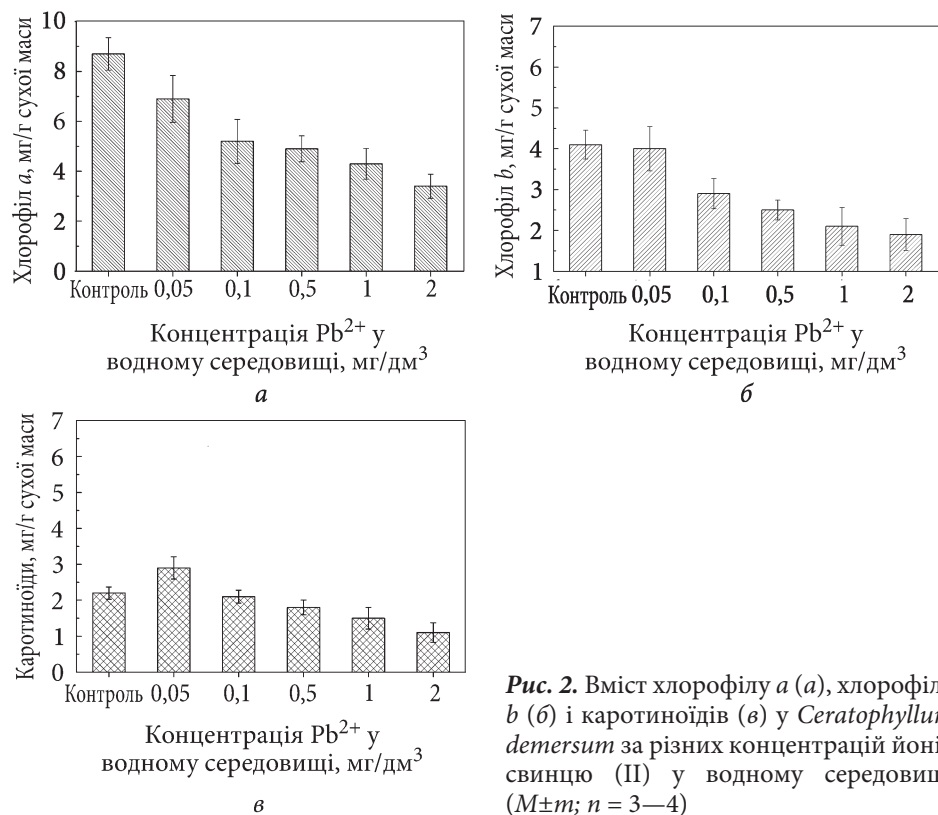 Хлорофіл a, мг/г сухої маси
10
8
6
4
2
0
Контроль 0,05 0,1 0,5 1 2
Концентрація Pb²⁺ у
водному середовищі, мг/дм³
а
Хлорофіл b, мг/г сухої маси
7
6
5
4
3
2
1
Контроль 0,05 0,1 0,5 1 2
Концентрація Pb²⁺ у
водному середовищі, мг/дм³
б
Каротиноїди, мг/г сухої маси
7
6
5
4
3
2
1
0
Контроль 0,05 0,1 0,5 1 2
Концентрація Pb²⁺ у
водному середовищі, мг/дм³
в
Рис. 2. Вміст хлорофілу a (а), хлорофіл
b (б) і каротиноїдів (в) у Ceratophyllu
demersum за різних концентрацій йоні
свинцю (II) у водному середовищ
(M±m; n = 3—4)